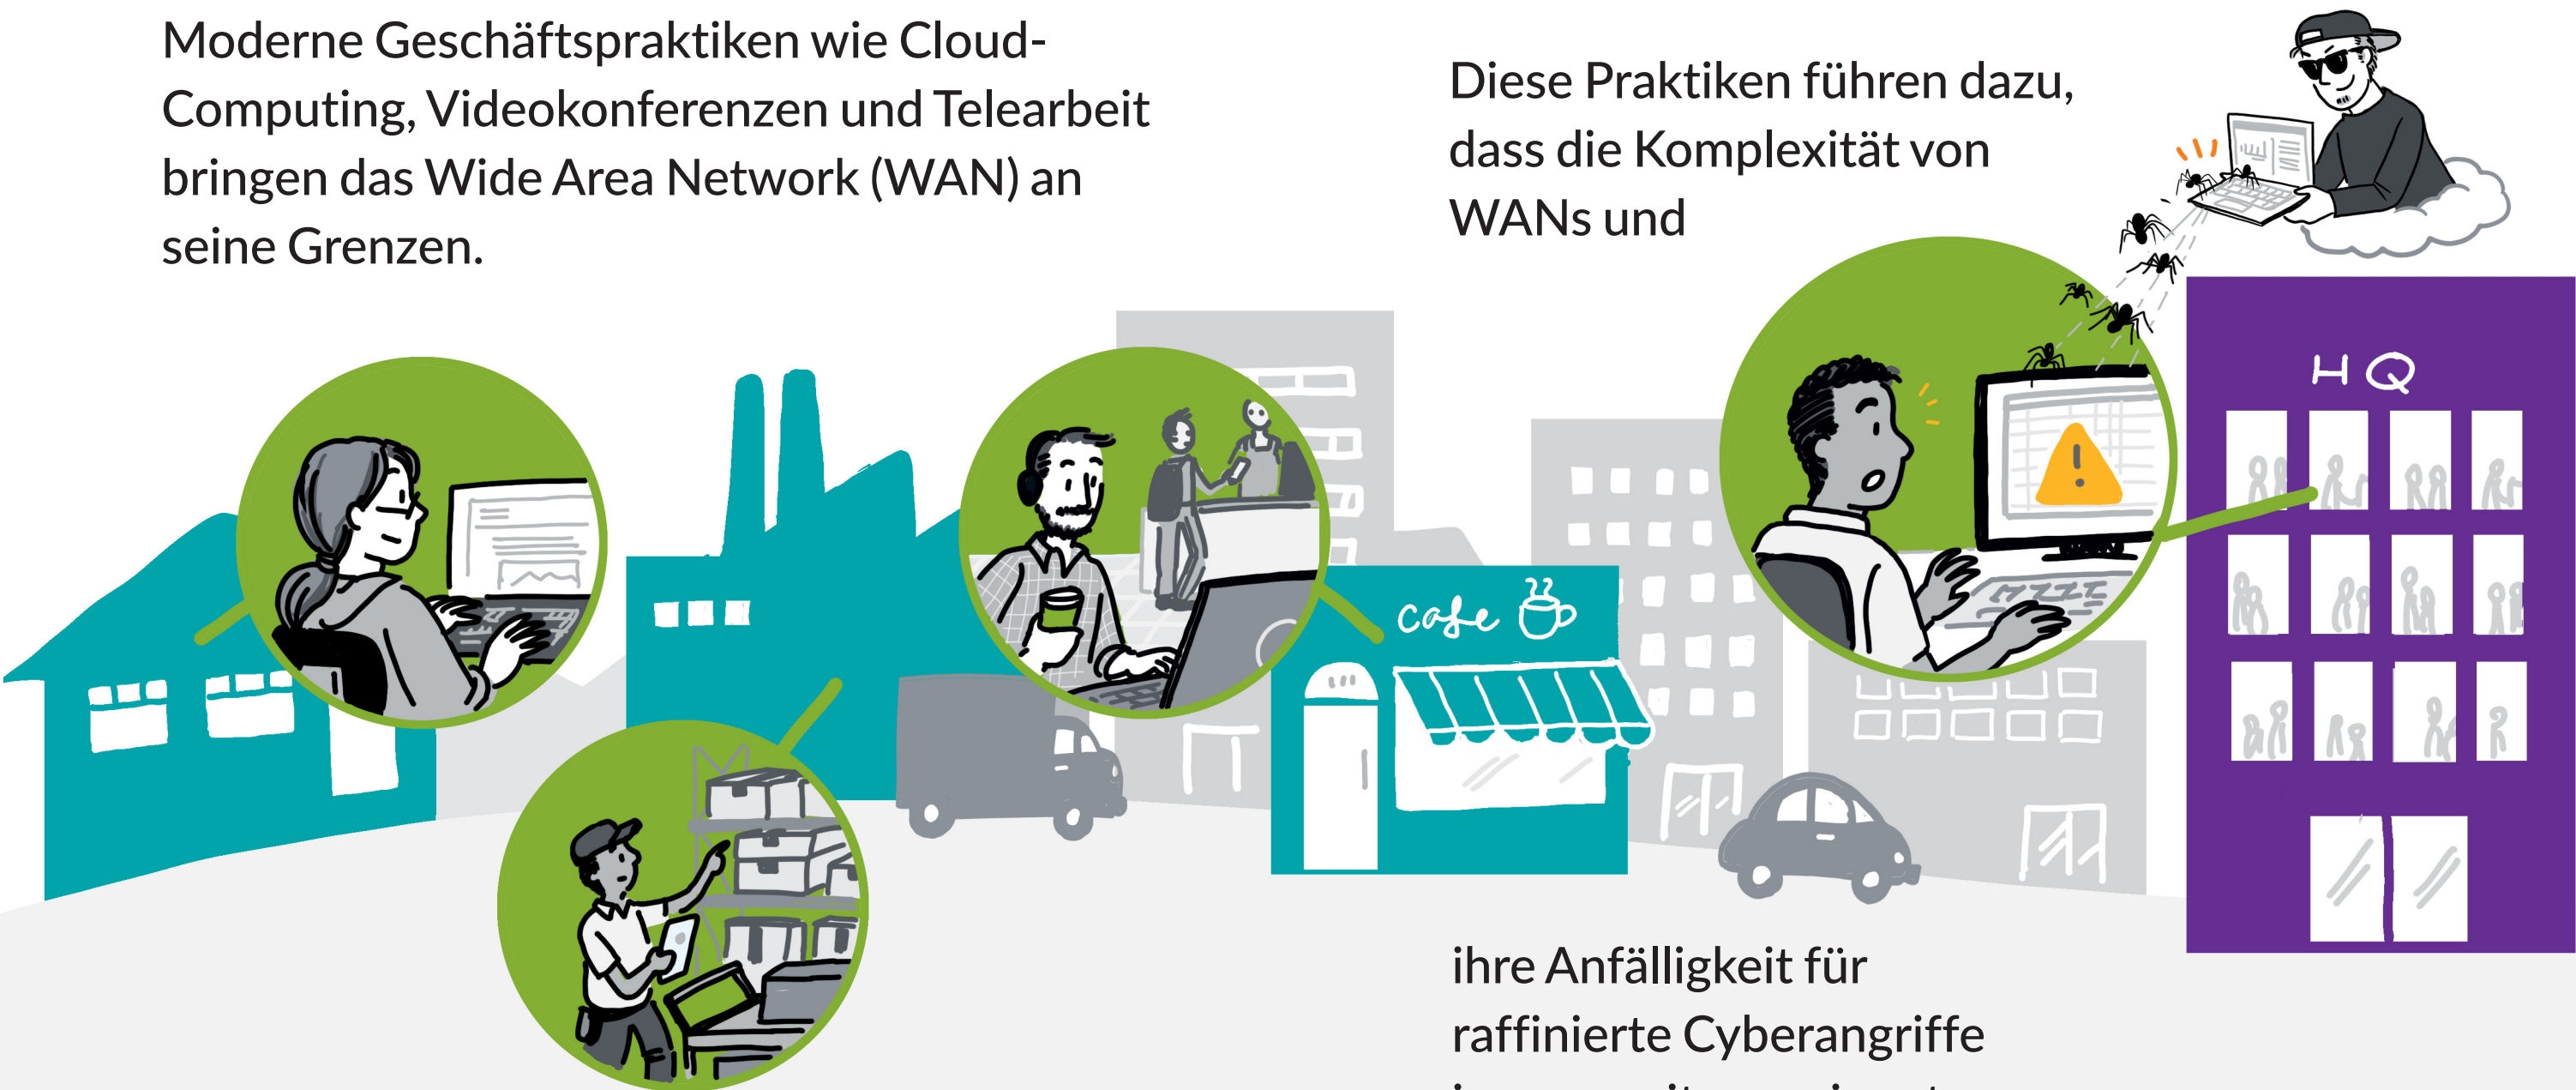 Moderne Geschäftspraktiken wie Cloud-
Computing, Videokonferenzen und Telearbeit
bringen das Wide Area Network (WAN) an
seine Grenzen.
Diese Praktiken führen dazu,
dass die Komplexität von
WANs und
HQ
cafe
ihre Anfälligkeit für
raffinierte Cyberangriffe